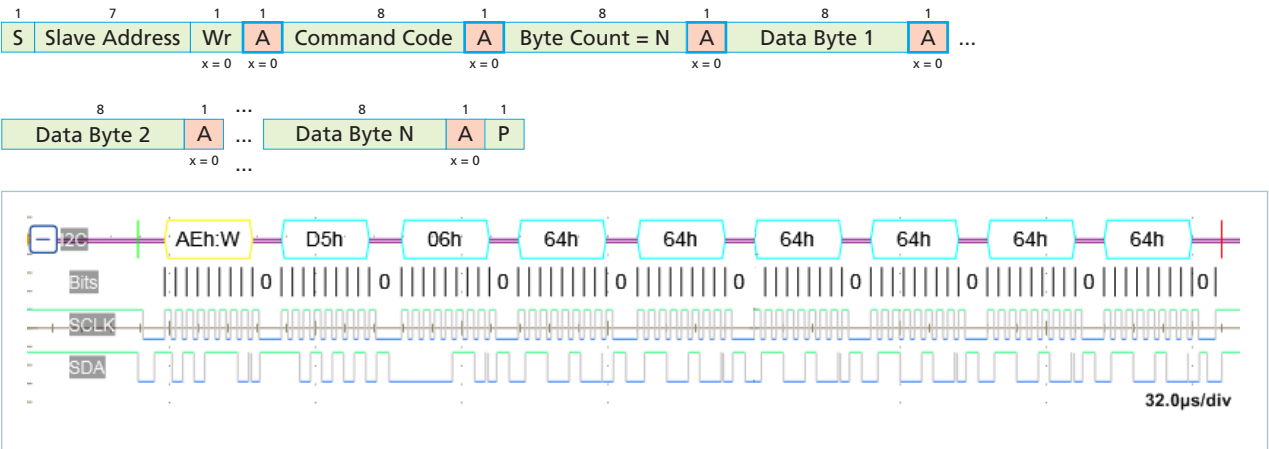 1 7 1 1 8 1 8 1 8 1
S Slave Address Wr A Command Code A Byte Count = N A Data Byte 1 A ...
x = 0 x = 0 x = 0 x = 0 x = 0
8 1 ... 8 1 1
Data Byte 2 A ... Data Byte N A P
x = 0 ... x = 0
I2C AEh:W D5h 06h 64h 64h 64h 64h 64h 64h
Bits 0 0 0 0 0 0 0 0 0
SCLK
SDA
32.0µs/div